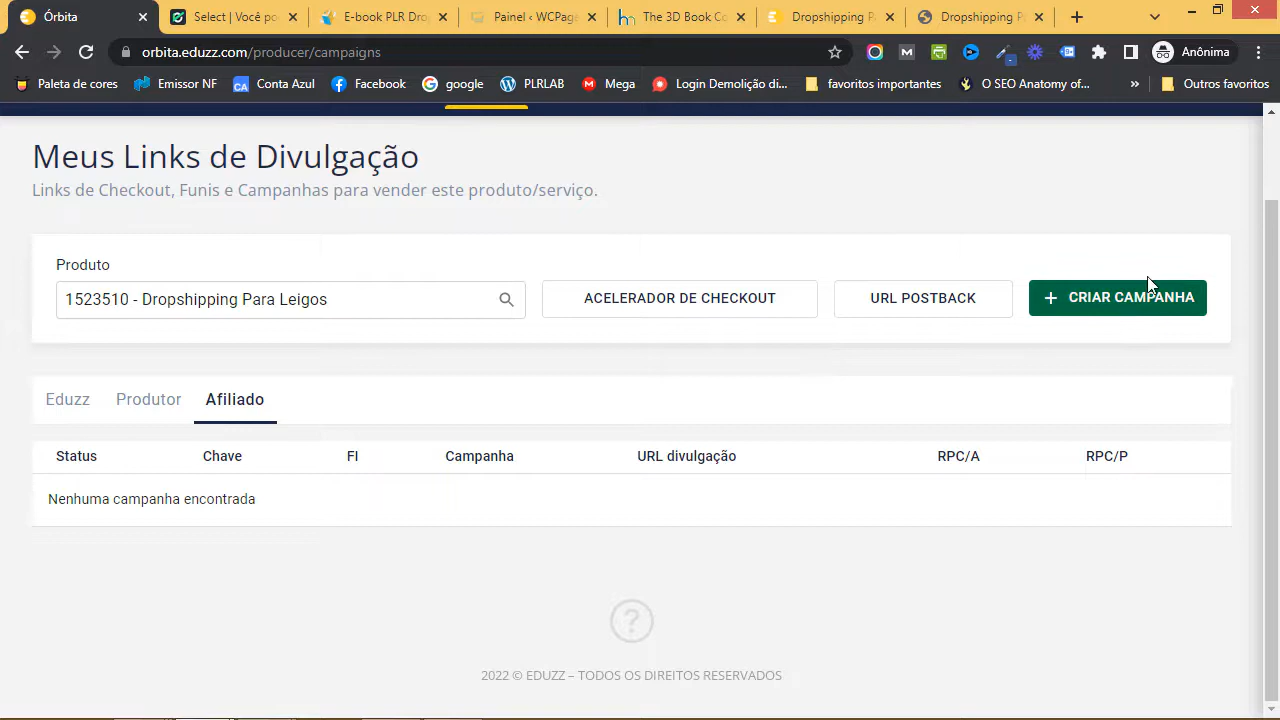 Órbita
Select | Você po
E-book PLR Dro
Painel ‹ WCPage
The 3D Book Co
Dropshipping Pa
Dropshipping Pa
orbita.eduzz.com/producer/campaigns
Anônima
Paleta de cores
Emissor NF
Conta Azul
Facebook
google
PLRLAB
Mega
Login Demolição di...
favoritos importantes
O SEO Anatomy of...
»
Outros favoritos
Meus Links de Divulgação
Links de Checkout, Funis e Campanhas para vender este produto/serviço.
Produto
1523510 - Dropshipping Para Leigos
ACELERADOR DE CHECKOUT
URL POSTBACK
+ CRIAR CAMPANHA
Eduzz Produtor Afiliado
Status Chave FI Campanha URL divulgação RPC/A RPC/P
Nenhuma campanha encontrada
?
2022 © EDUZZ – TODOS OS DIREITOS RESERVADOS